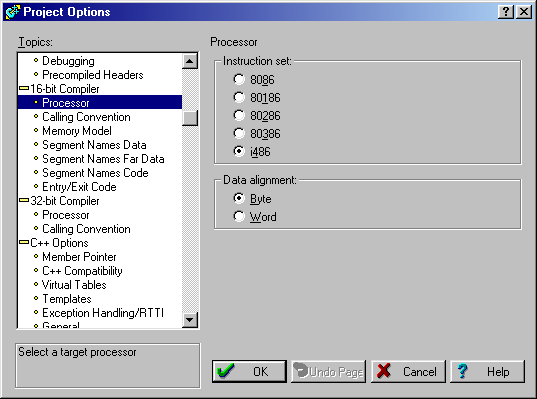 Project Options
Topics:
Debugging
Precompiled Headers
16-bit Compiler
Processor
Calling Convention
Memory Model
Segment Names Data
Segment Names Far Data
Segment Names Code
Entry/Exit Code
32-bit Compiler
Processor
Calling Convention
C++ Options
Member Pointer
C++ Compatibility
Virtual Tables
Templates
Exception Handling/RTTI
General
Select a target processor
Processor
Instruction set:
8086
80186
80286
80386
i486
Data alignment:
Byte
Word
OK
Undo Page
Cancel
? Help